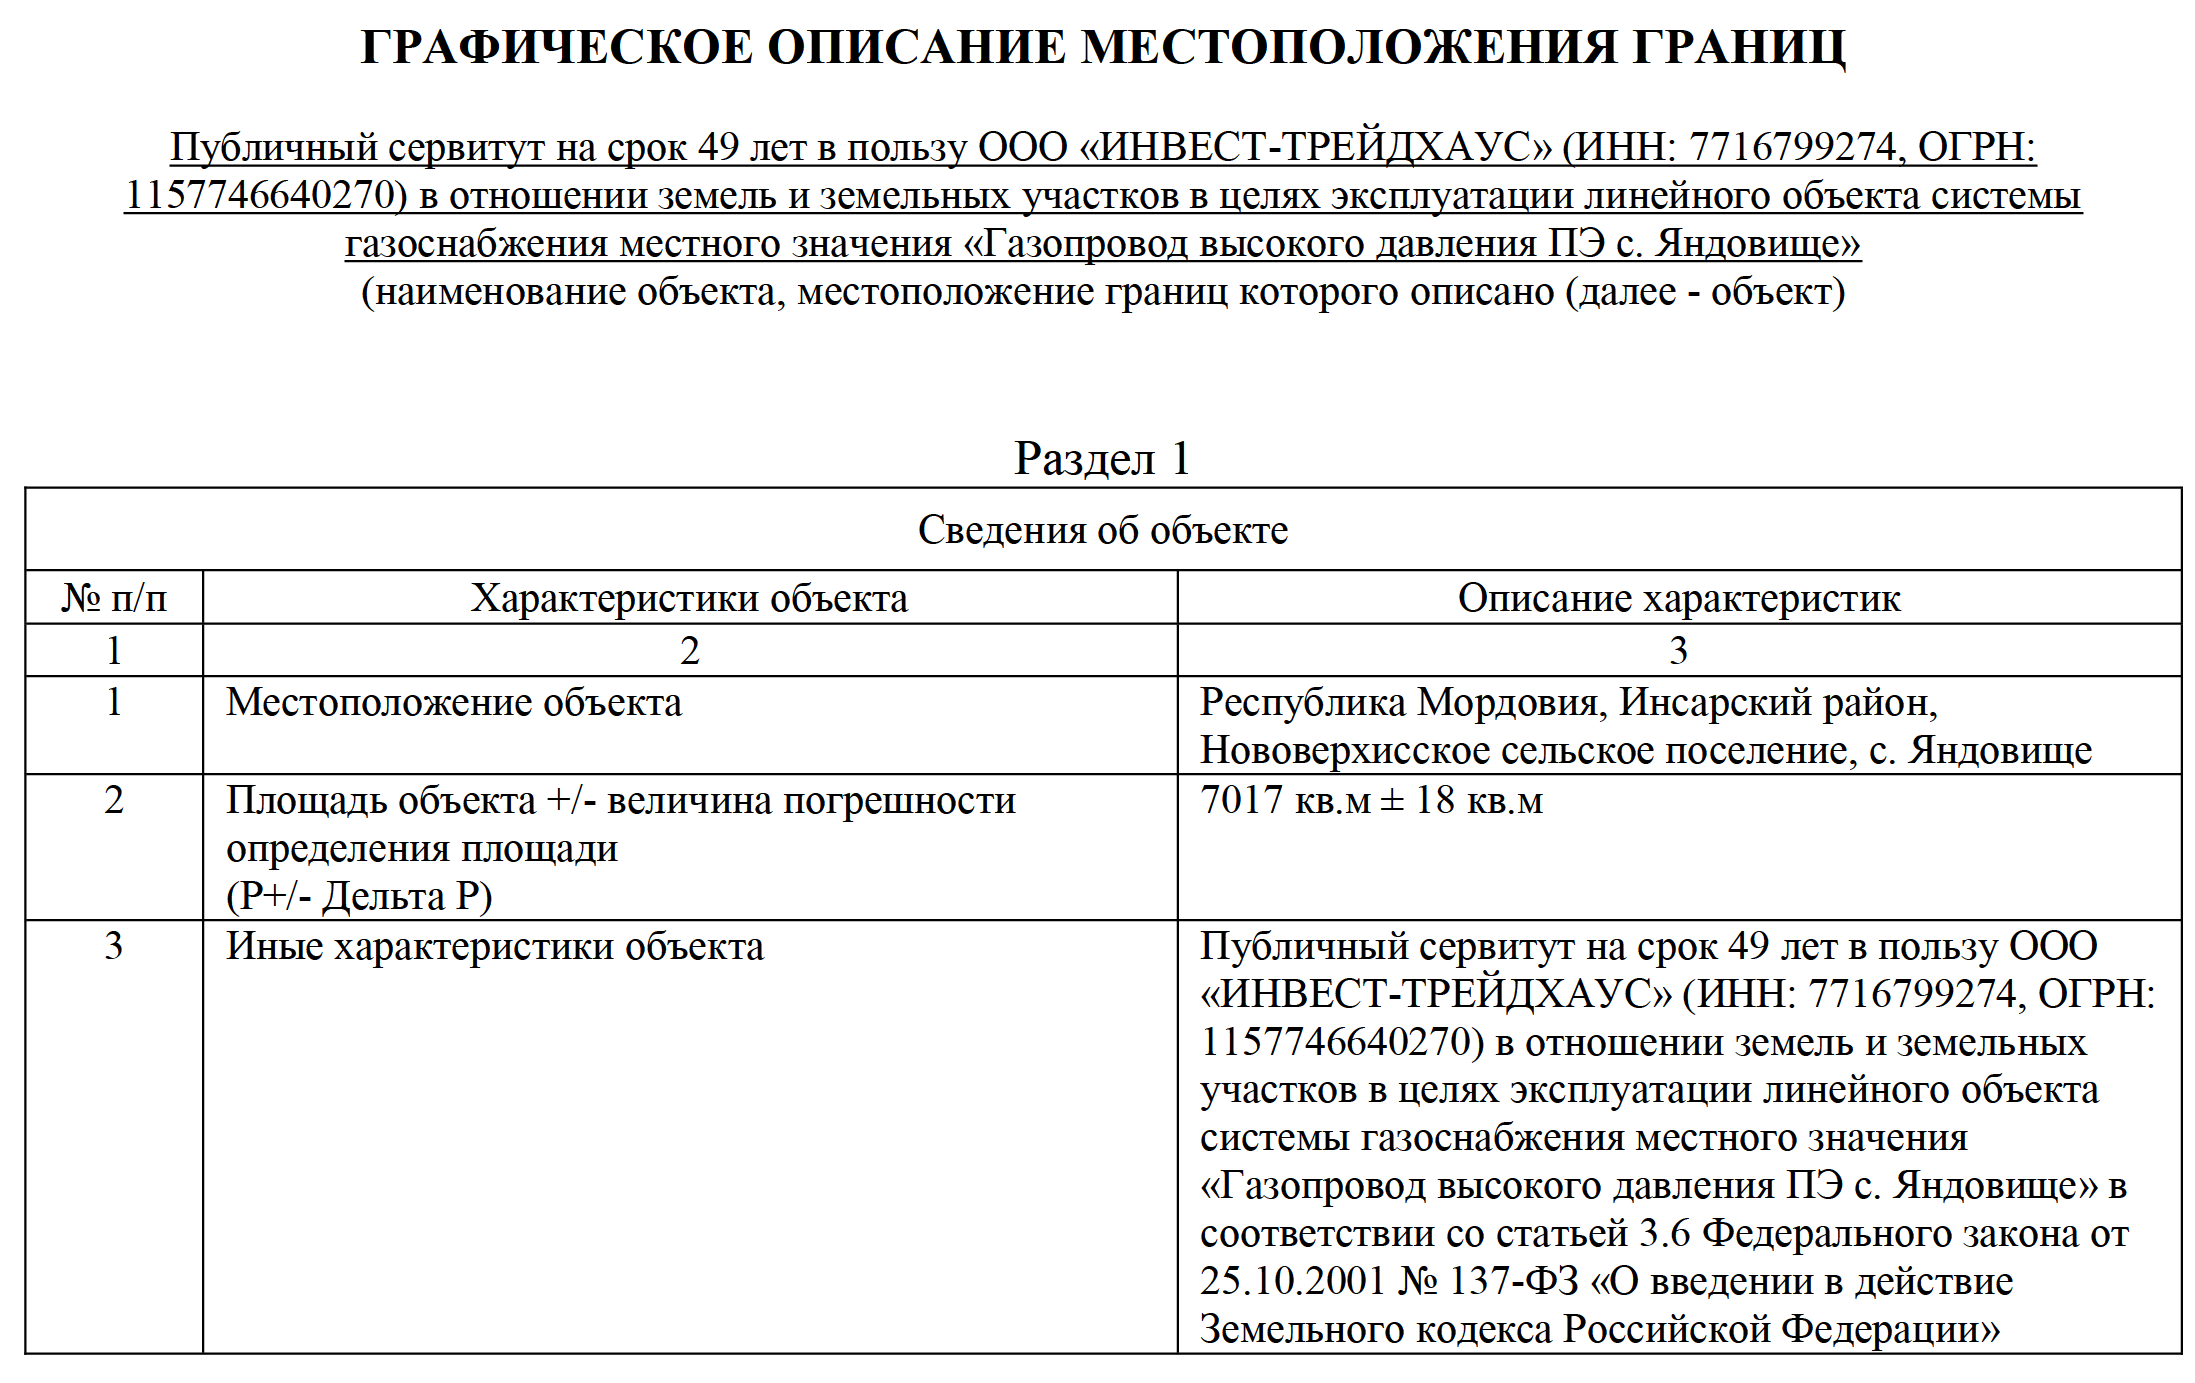 ГРАФИЧЕСКОЕ ОПИСАНИЕ МЕСТОПОЛОЖЕНИЯ ГРАНИЦ
Публичный сервитут на срок 49 лет в пользу ООО «ИНВЕСТ-ТРЕЙДХАУС» (ИНН: 7716799274, ОГРН:
1157746640270) в отношении земель и земельных участков в целях эксплуатации линейного объекта системы
газоснабжения местного значения «Газопровод высокого давления ПЭ с. Яндовище»
(наименование объекта, местоположение границ которого описано (далее - объект)
Раздел 1
Сведения об объекте
№ п/п Характеристики объекта Описание характеристик
1 2 3
1 Местоположение объекта Республика Мордовия, Инсарский район,
Нововерхисское сельское поселение, с. Яндовище
2 Площадь объекта +/- величина погрешности 7017 кв.м ± 18 кв.м
определения площади
(Р+/- Дельта Р)
3 Иные характеристики объекта Публичный сервитут на срок 49 лет в пользу ООО
«ИНВЕСТ-ТРЕЙДХАУС» (ИНН: 7716799274, ОГРН:
1157746640270) в отношении земель и земельных
участков в целях эксплуатации линейного объекта
системы газоснабжения местного значения
«Газопровод высокого давления ПЭ с. Яндовище» в
соответствии со статьей 3.6 Федерального закона от
25.10.2001 № 137-ФЗ «О введении в действие
Земельного кодекса Российской Федерации»